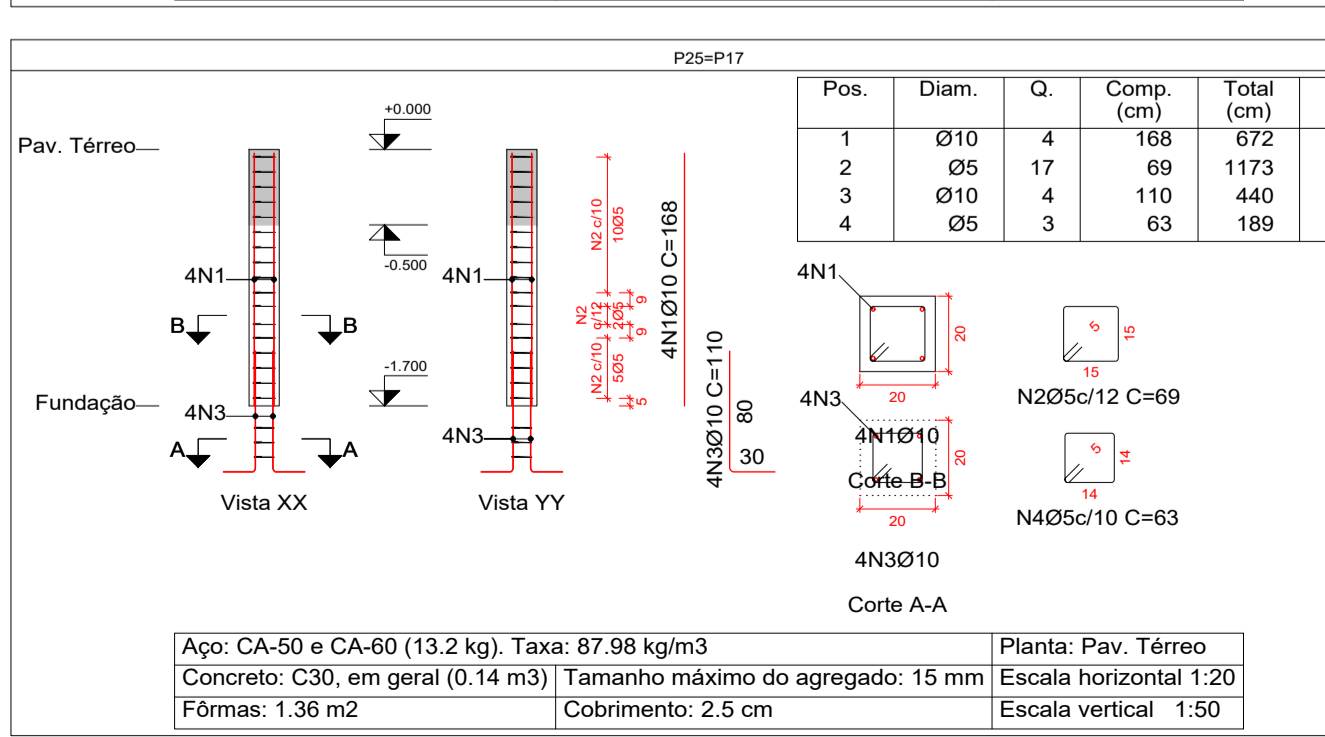 P25=P17
Pos. Diam. Q. Comp. (cm) Total (cm)
1 Ø10 4 168 672
2 Ø5 17 69 1173
3 Ø10 4 110 440
4 Ø5 3 63 189
Pav. Térreo
+0.000
-0.500
-1.700
Fundação
4N1
B B
4N3
A A
Vista XX
4N1
4N3
Vista YY
N2 c/10
10Ø5
9
N2
c/12
2Ø5
9
N2 c/10
5Ø5
5
4N1Ø10 C=168
4N3Ø10 C=110
80
30
4N1
20
20
4N1Ø10
Corte B-B
5
15
15
N2Ø5c/12 C=69
4N3
20
20
4N3Ø10
Corte A-A
5
14
14
N4Ø5c/10 C=63
Aço: CA-50 e CA-60 (13.2 kg). Taxa: 87.98 kg/m3
Planta: Pav. Térreo
Concreto: C30, em geral (0.14 m3)
Tamanho máximo do agregado: 15 mm
Escala horizontal 1:20
Fôrmas: 1.36 m2
Cobrimento: 2.5 cm
Escala vertical 1:50